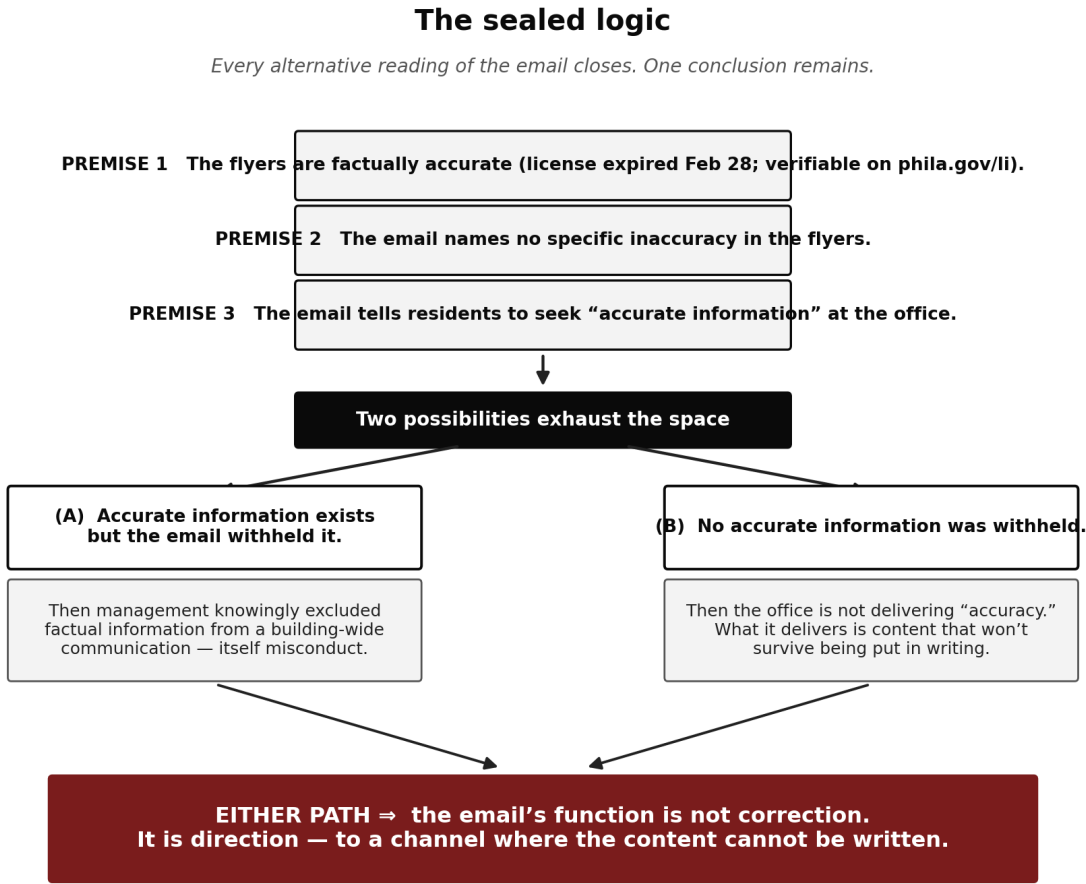 The sealed logic
Every alternative reading of the email closes. One conclusion remains.
PREMISE 1   The flyers are factually accurate (license expired Feb 28; verifiable on phila.gov/li).
PREMISE 2   The email names no specific inaccuracy in the flyers.
PREMISE 3   The email tells residents to seek “accurate information” at the office.
Two possibilities exhaust the space
(A)  Accurate information exists
but the email withheld it.
(B)  No accurate information was withheld.
Then management knowingly excluded
factual information from a building-wide
communication — itself misconduct.
Then the office is not delivering “accuracy.”
What it delivers is content that won’t
survive being put in writing.
EITHER PATH ⇒  the email’s function is not correction.
It is direction — to a channel where the content cannot be written.